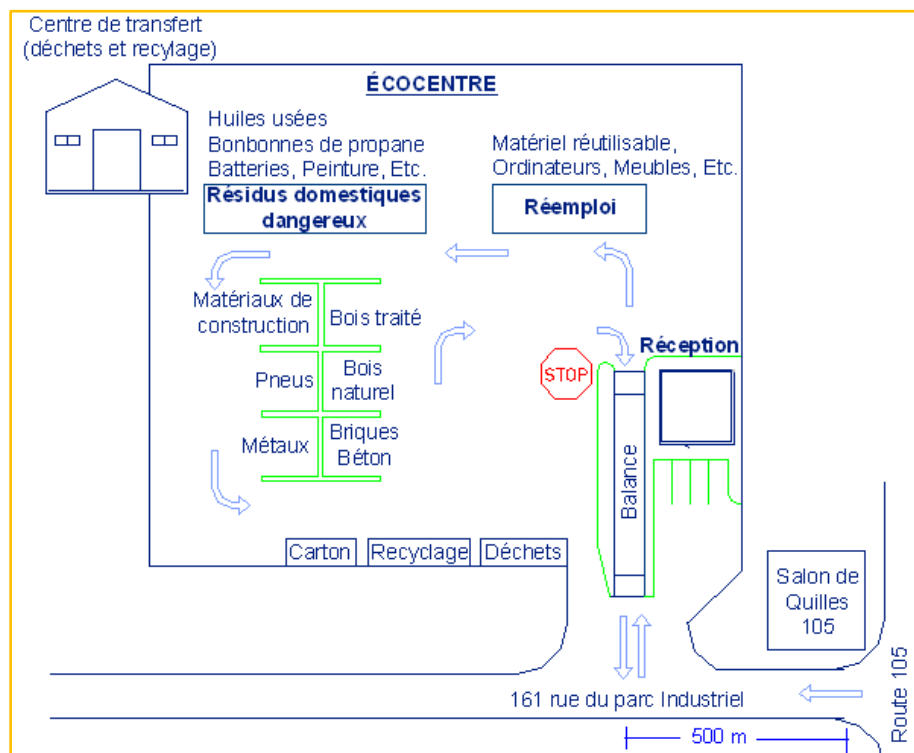 Centre de transfert
(déchets et recylage)
ÉCOCENTRE
Huiles usées
Bonbonnes de propane
Batteries, Peinture, Etc.
Résidus domestiques
dangereux
Matériel réutilisable,
Ordinateurs, Meubles, Etc.
Réemploi
Matériaux de
construction
Bois traité
Pneus
Bois
naturel
Métaux
Briques
Béton
STOP
Réception
Balance
Carton
Recyclage
Déchets
Salon de
Quilles
105
161 rue du parc Industriel
Route 105
500 m